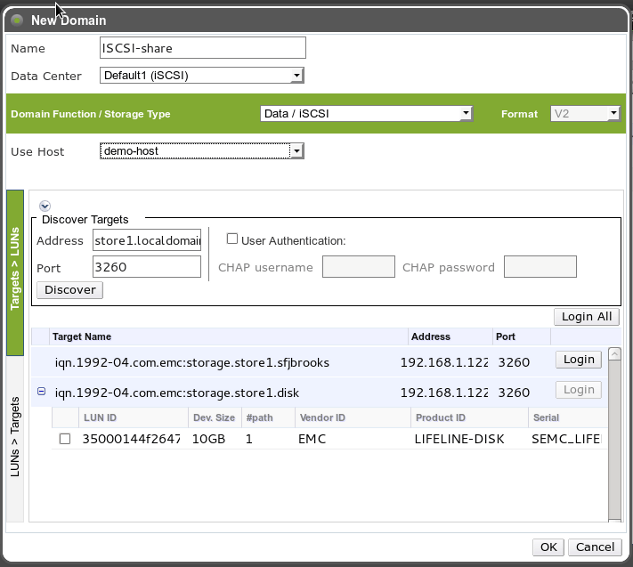 New Domain
Name ISCSI-share
Data Center Default1 (iSCSI)
Domain Function / Storage Type Data / iSCSI Format V2
Use Host demo-host
Targets > LUNs
LUNs > Targets
Discover Targets
Address store1.localdomai User Authentication:
Port 3260 CHAP username CHAP password
Discover
Login All
Target Name Address Port
iqn.1992-04.com.emc:storage.store1.sfjbrooks 192.168.1.122 3260 Login
iqn.1992-04.com.emc:storage.store1.disk 192.168.1.122 3260 Login
LUN ID Dev. Size #path Vendor ID Product ID Serial
35000144f2647 10GB 1 EMC LIFELINE-DISK SEMC_LIFE
OK Cancel